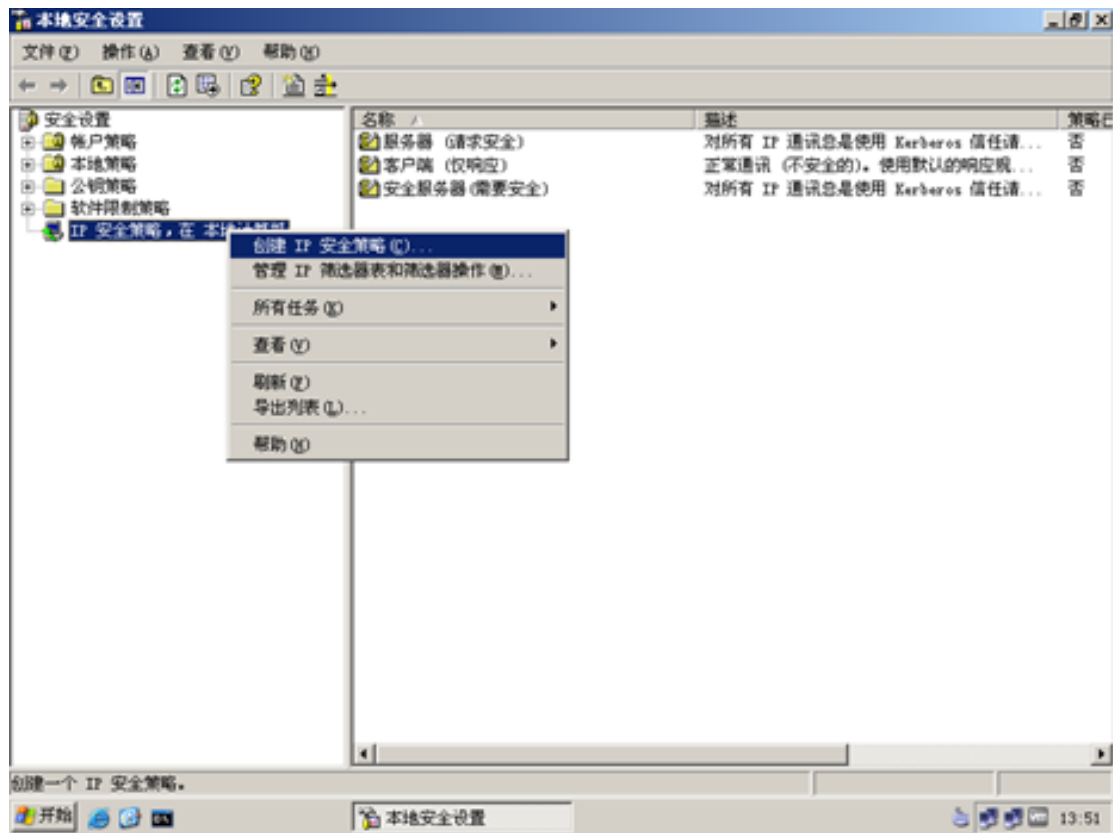 本地安全设置
文件(F) 操作(A) 查看(V) 帮助(H)
安全设置
帐户策略
本地策略
公钥策略
软件限制策略
IP 安全策略，在 本地计算机
名称 描述 策略已
服务器 (请求安全) 对所有 IP 通讯总是使用 Kerberos 信任请... 否
客户端 (仅响应) 正常通讯 (不安全的)。使用默认的响应规... 否
安全服务器(需要安全) 对所有 IP 通讯总是使用 Kerberos 信任请... 否
创建 IP 安全策略(C)...
管理 IP 筛选器表和筛选器操作(M)...
所有任务(K)
查看(V)
刷新(F)
导出列表(L)...
帮助(H)
创建一个 IP 安全策略。
开始 本地安全设置 13:51